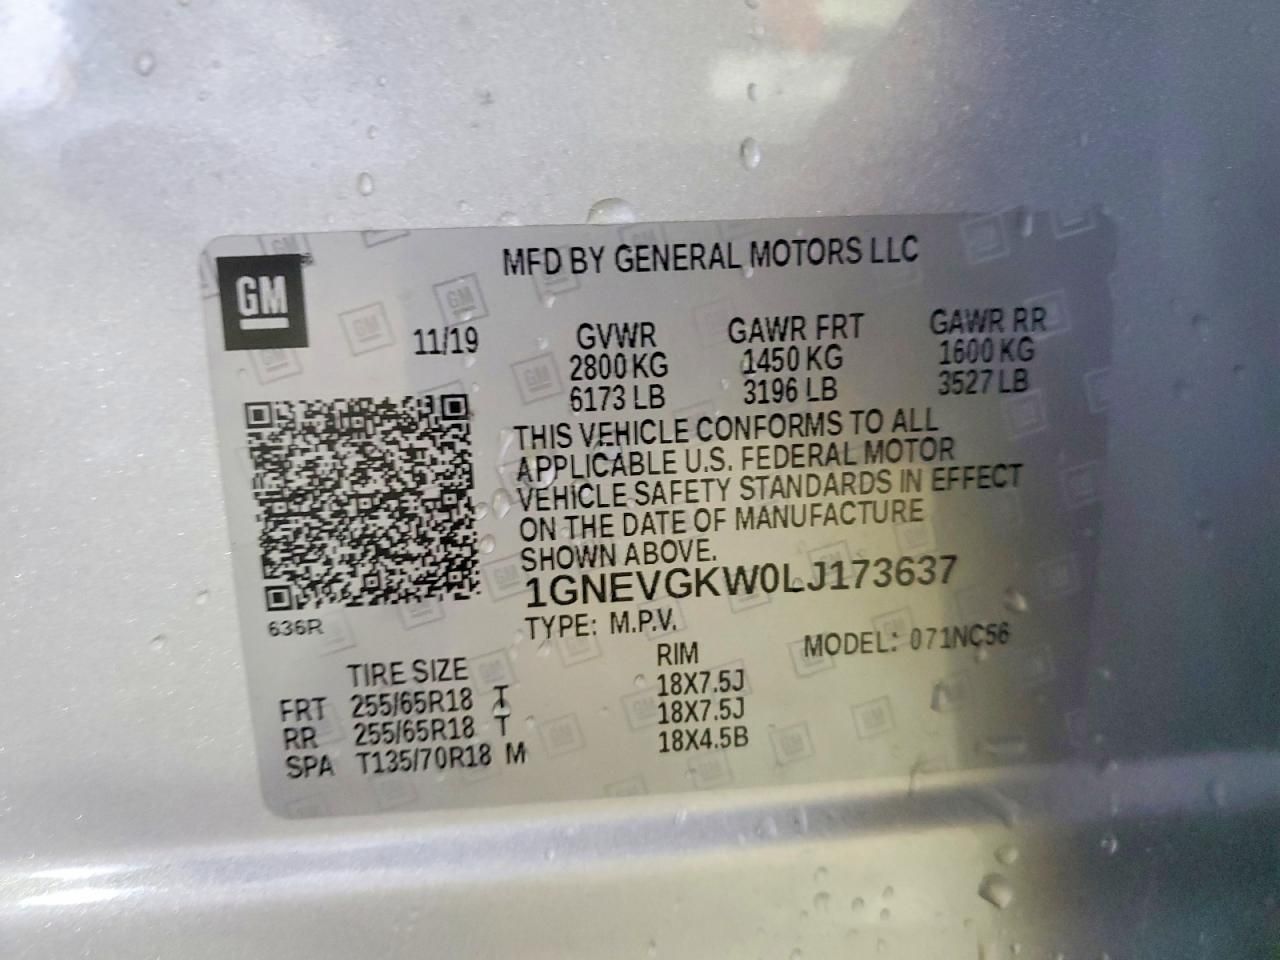 MFD BY GENERAL MOTORS LLC
GM
11/19
GVWR GAWR FRT GAWR RR
2800 KG 1450 KG 1600 KG
6173 LB 3196 LB 3527 LB
THIS VEHICLE CONFORMS TO ALL
APPLICABLE U.S. FEDERAL MOTOR
VEHICLE SAFETY STANDARDS IN EFFECT
ON THE DATE OF MANUFACTURE
SHOWN ABOVE.
1GNEVGKW0LJ173637
636R
TYPE: M.P.V. MODEL: 071NC56
TIRE SIZE RIM
FRT 255/65R18 T 18X7.5J
RR 255/65R18 T 18X7.5J
SPA T135/70R18 M 18X4.5B